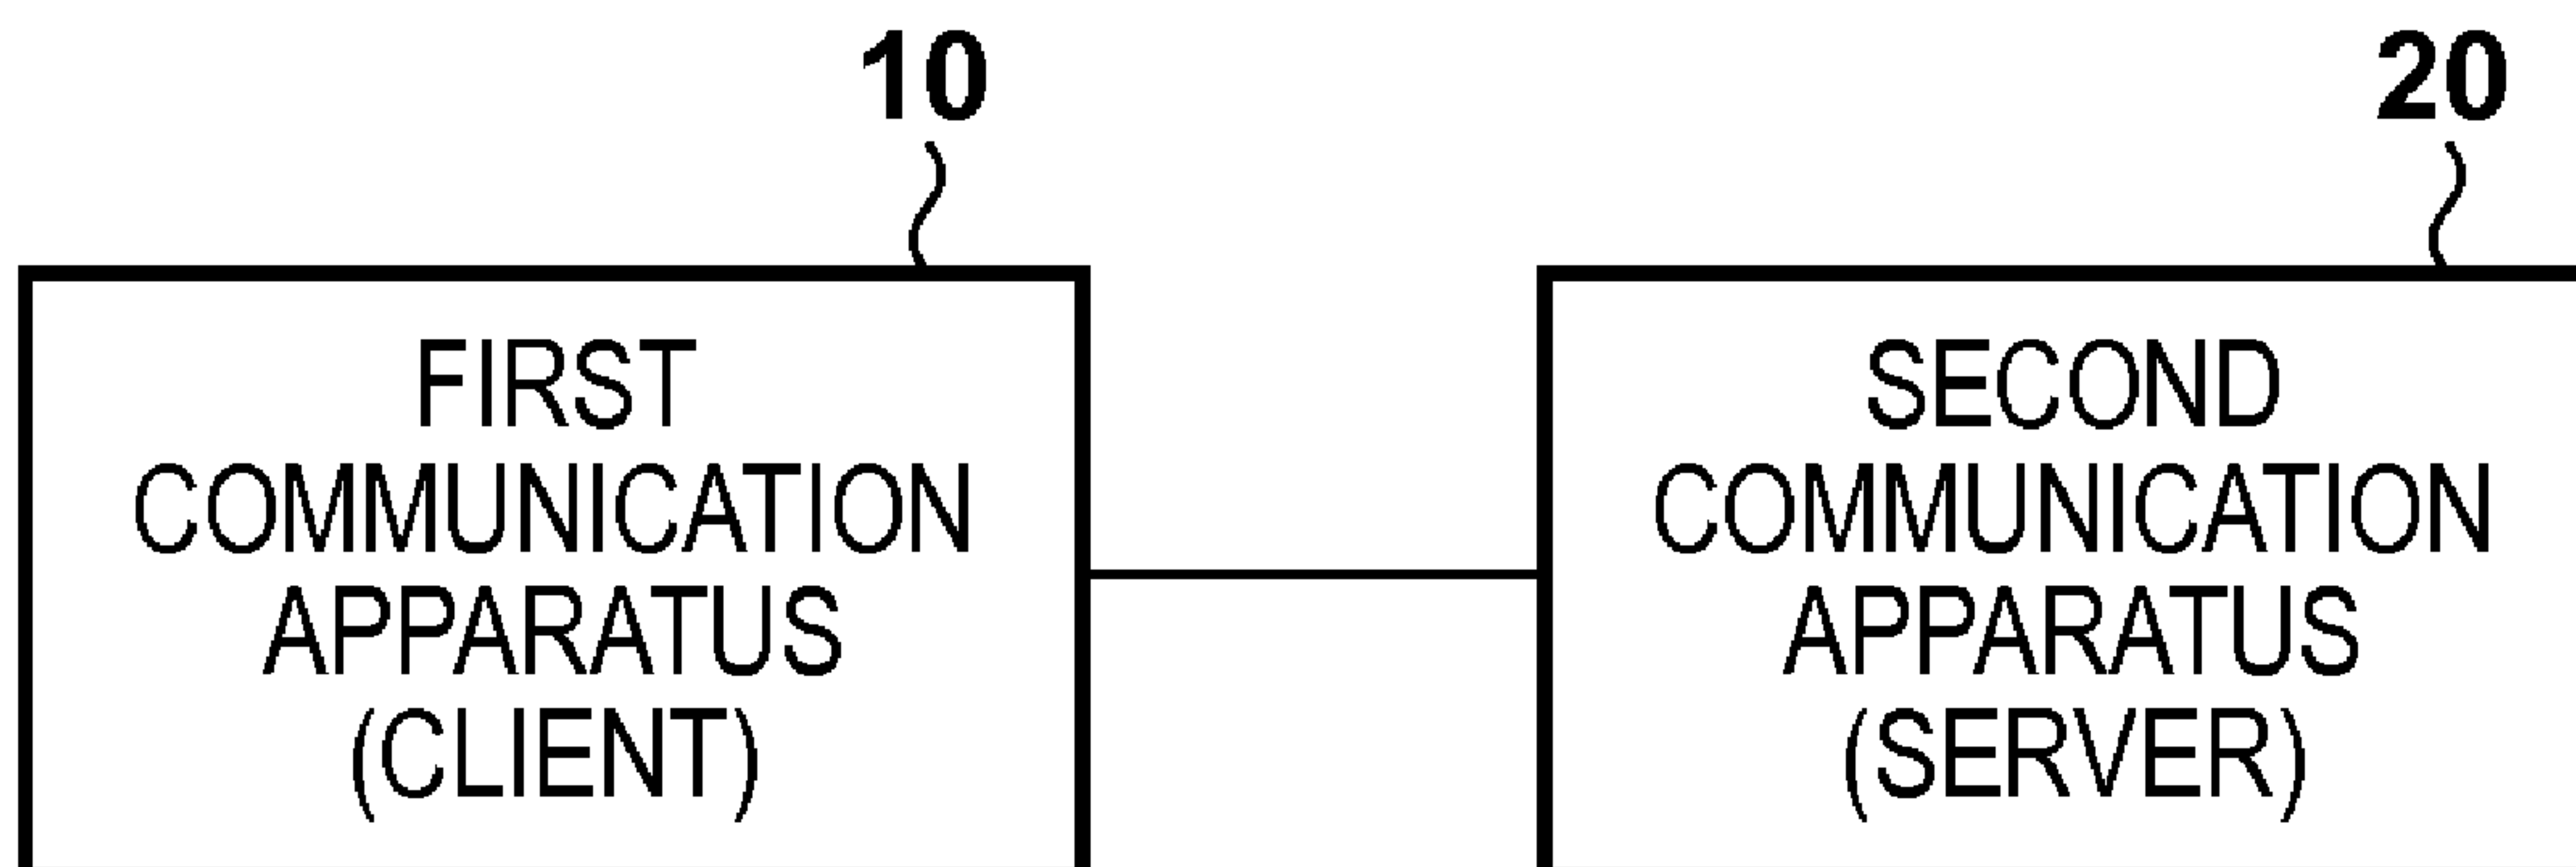 10
20
FIRST
COMMUNICATION
APPARATUS
(CLIENT)
SECOND
COMMUNICATION
APPARATUS
(SERVER)